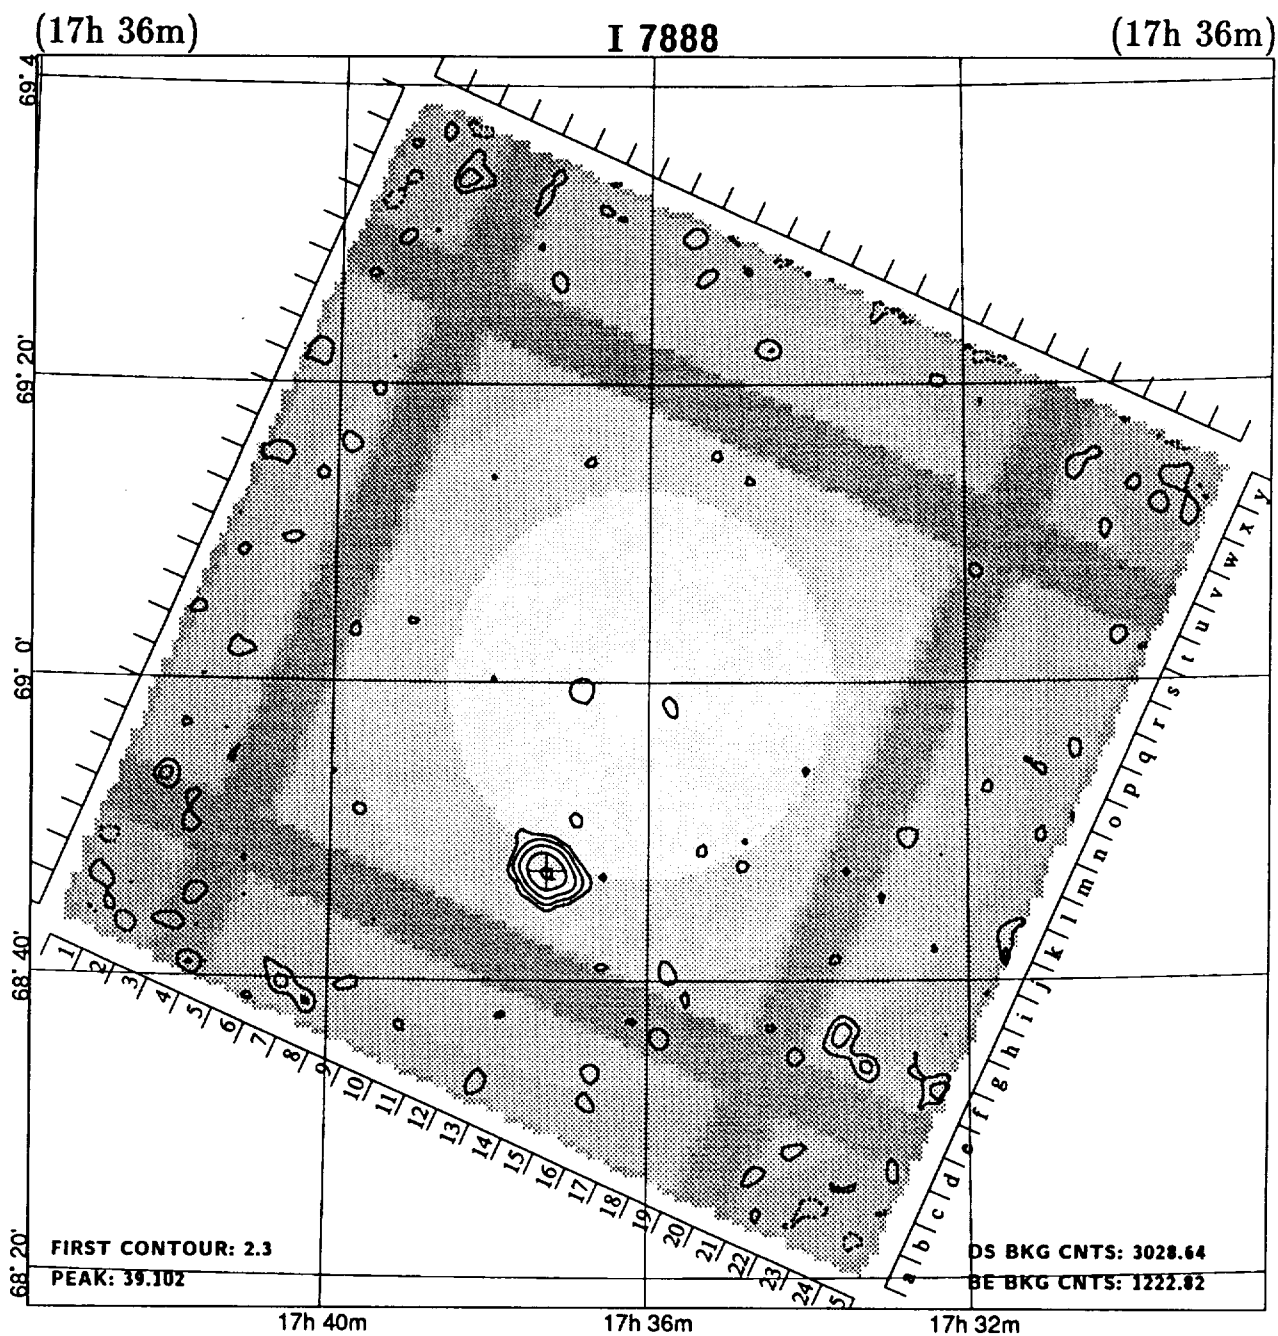 (17h 36m) I 7888 (17h 36m)
69° 4
69° 20'
69° 0'
68° 40'
68° 20'
1 2 3 4 5 6 7 8 9 10 11 12 13 14 15 16 17 18 19 20 21 22 23 24 5
a b c d e f g h i j k l m n o p q r s t u v w x y
FIRST CONTOUR: 2.3
PEAK: 39.102
DS BKG CNTS: 3028.64
BE BKG CNTS: 1222.82
17h 40m 17h 36m 17h 32m